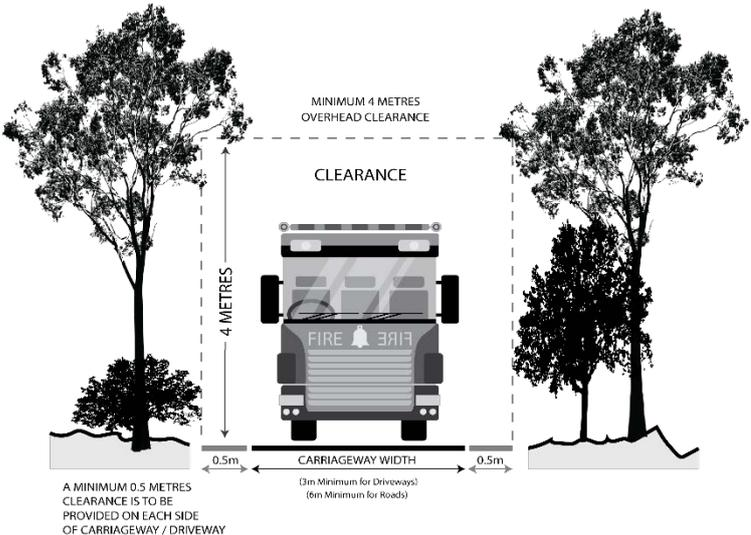 MINIMUM 4 METRES
OVERHEAD CLEARANCE
CLEARANCE
4 METRES
FIRE FIRE
0.5m
CARRIAGEWAY WIDTH
0.5m
(3m Minimum for Driveways)
(6m Minimum for Roads)
A MINIMUM 0.5 METRES
CLEARANCE IS TO BE
PROVIDED ON EACH SIDE
OF CARRIAGEWAY / DRIVEWAY